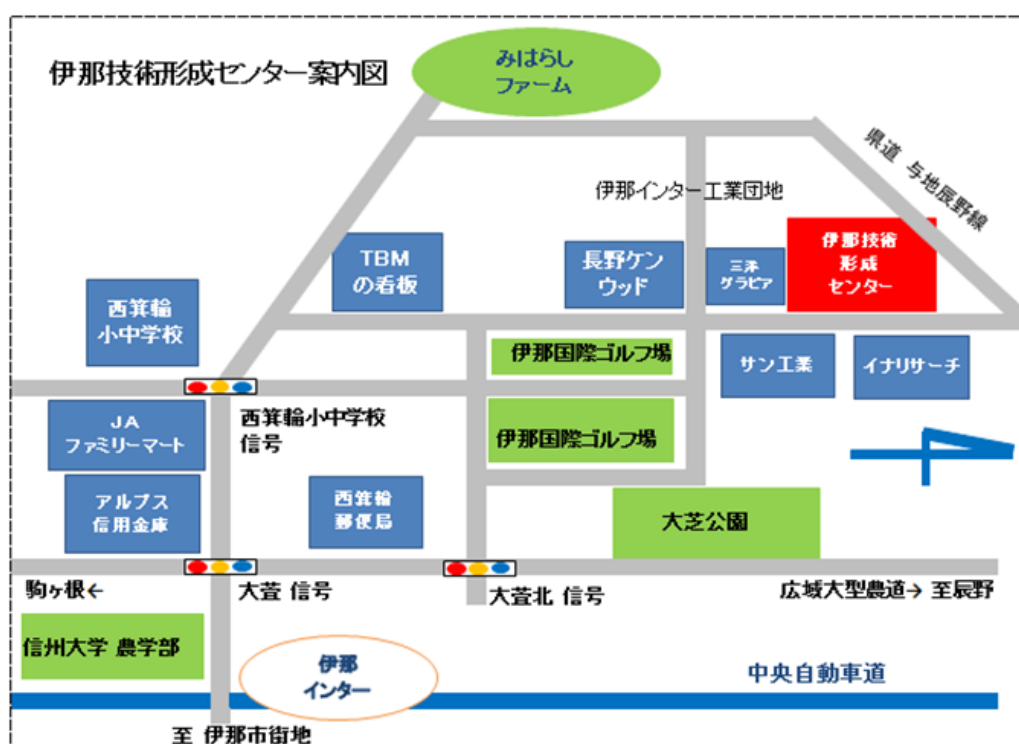 伊那技術形成センター案内図
みはらし
ファーム
県道 与地辰野線
伊那インター工業団地
TBM
の看板
長野ケン
ウッド
三洋
グラビア
伊那技術
形成
センター
西箕輪
小中学校
伊那国際ゴルフ場
サン工業
イナリサーチ
西箕輪小中学校
信号
JA
ファミリーマート
伊那国際ゴルフ場
アルプス
信用金庫
西箕輪
郵便局
大芝公園
駒ヶ根←
大萱 信号
大萱北 信号
広域大型農道→ 至辰野
信州大学 農学部
伊那
インター
中央自動車道
至 伊那市街地